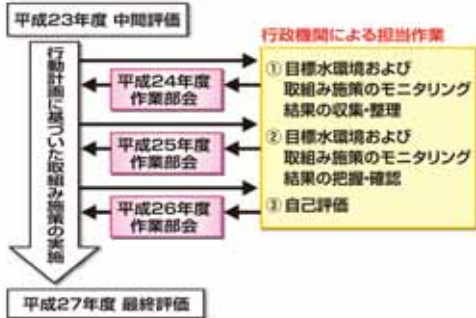 平成23年度 中間評価
行政機関による担当作業
行動計画に基づいた取組み施策の実施
平成24年度
作業部会
平成25年度
作業部会
平成26年度
作業部会
① 目標水環境および
取組み施策のモニタリング
結果の収集・整理
② 目標水環境および
取組み施策のモニタリング
結果の把握・確認
③ 自己評価
平成27年度 最終評価